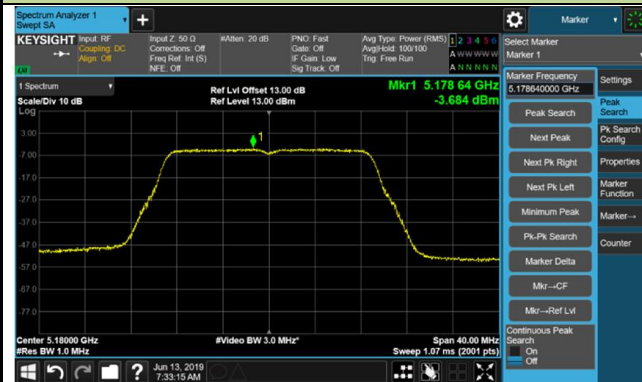 Spectrum Analyzer 1
Swept SA
Marker
KEYSIGHT
Input: RF
Coupling: DC
Align: Off
Input Z: 50 Ω
Corrections: Off
Freq Ref: Int (S)
NFE: Off
#Atten: 20 dB
PNO: Fast
Gate: Off
IF Gain: Low
Sig Track: Off
Avg Type: Power (RMS)
Avg|Hold: 100/100
Trig: Free Run
1 2 3 4 5 6
A W W W W W
A N N N N N
LXI
Select Marker
Marker 1
1 Spectrum
Scale/Div 10 dB
Log
Ref Lvl Offset 13.00 dB
Ref Level 13.00 dBm
Mkr1 5.178 64 GHz
-3.684 dBm
1
3.00
-7.00
-17.0
-27.0
-37.0
-47.0
-57.0
-67.0
-77.0
Center 5.18000 GHz
#Res BW 1.0 MHz
#Video BW 3.0 MHz*
Span 40.00 MHz
Sweep 1.07 ms (2001 pts)
Marker Frequency
5.178640000 GHz
Peak Search
Next Peak
Next Pk Right
Next Pk Left
Minimum Peak
Pk-Pk Search
Marker Delta
Mkr→CF
Mkr→Ref Lvl
Continuous Peak
Search
On
Off
Settings
Peak
Search
Pk Search
Config
Properties
Marker
Function
Marker→
Counter
?
Jun 13, 2019
7:33:15 AM